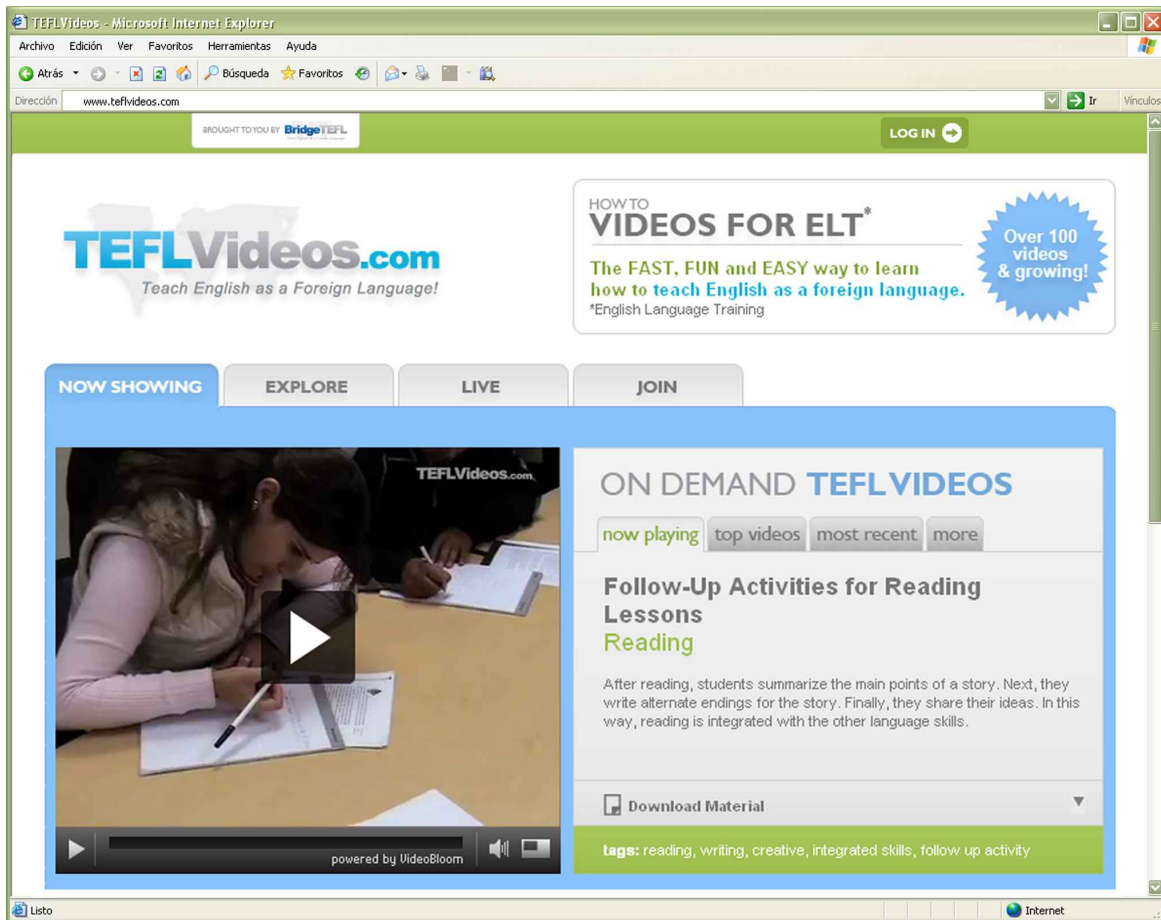 TEFLVideos - Microsoft Internet Explorer
Archivo Edición Ver Favoritos Herramientas Ayuda
Atrás Búsqueda Favoritos
Dirección www.teflvideos.com Ir Vínculos
BROUGHT TO YOU BY BridgeTEFL
LOG IN
TEFLVideos.com
Teach English as a Foreign Language!
HOW TO
VIDEOS FOR ELT*
The FAST, FUN and EASY way to learn
how to teach English as a foreign language.
*English Language Training
Over 100
videos
& growing!
NOW SHOWING EXPLORE LIVE JOIN
TEFLVideos.com
powered by VideoBloom
ON DEMAND TEFLVIDEOS
now playing top videos most recent more
Follow-Up Activities for Reading
Lessons
Reading
After reading, students summarize the main points of a story. Next, they
write alternate endings for the story. Finally, they share their ideas. In this
way, reading is integrated with the other language skills.
Download Material
tags: reading, writing, creative, integrated skills, follow up activity
Listo Internet